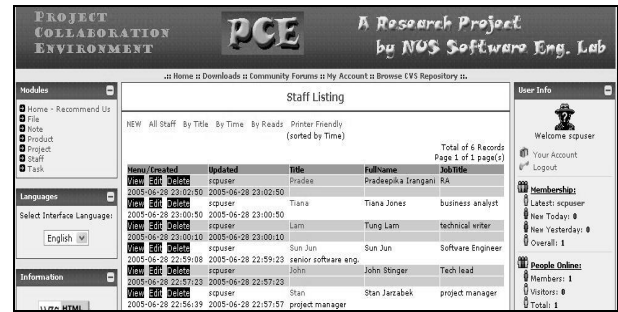 PROJECT
COLLABORATION
ENVIRONMENT
PCE
A Research Project
by NUS Software Eng. Lab
.:: Home :: Downloads :: Community Forums :: My Account :: Browse CVS Repository ::.
Modules
Home - Recommend Us
File
Note
Product
Project
Staff
Task
Languages
Select Interface Language:
English
Information
HTML
Staff Listing
NEW All Staff By Title By Time By Reads Printer Friendly
(sorted by Time)
Total of 6 Records
Page 1 of 1 page(s)
Menu/Created Updated Title FullName JobTitle
View Edit Delete scpuser Pradee Pradeepika Irangani RA
2005-06-28 23:02:50 2005-06-28 23:02:50
View Edit Delete scpuser Tiana Tiana Jones business analyst
2005-06-28 23:00:50 2005-06-28 23:00:50
View Edit Delete scpuser Lam Tung Lam technical writer
2005-06-28 23:00:10 2005-06-28 23:00:10
View Edit Delete scpuser Sun Jun Sun Jun Software Engineer
2005-06-28 22:59:08 2005-06-28 22:59:23 senior software eng.
View Edit Delete scpuser John John Stinger Tech lead
2005-06-28 22:57:23 2005-06-28 22:57:23
View Edit Delete scpuser Stan Stan Jarzabek project manager
2005-06-28 22:56:39 2005-06-28 22:57:57 project manager
User Info
Welcome scpuser
Your Account
Logout
Membership:
Latest: scpuser
New Today: 0
New Yesterday: 0
Overall: 1
People Online:
Members: 1
Visitors: 0
Total: 1